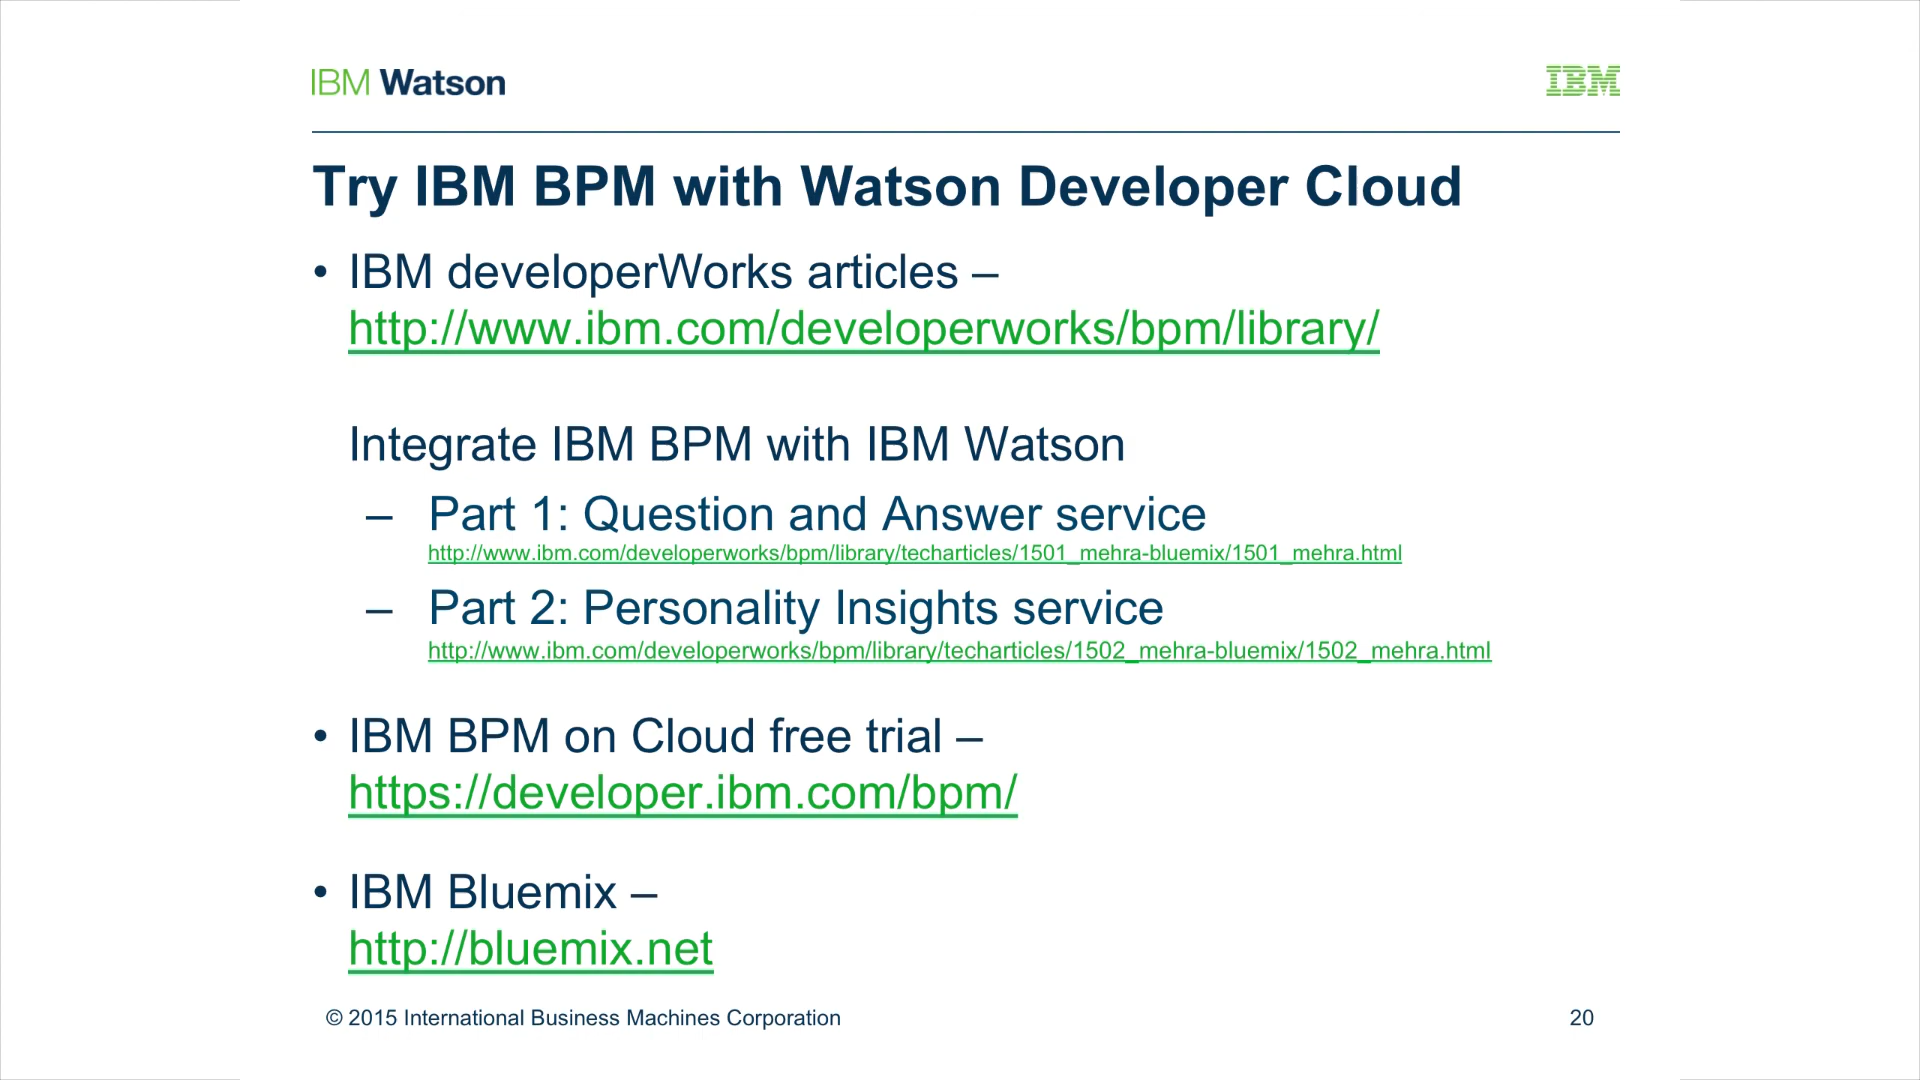 IBM Watson
IBM
Try IBM BPM with Watson Developer Cloud
• IBM developerWorks articles –
http://www.ibm.com/developerworks/bpm/library/
Integrate IBM BPM with IBM Watson
– Part 1: Question and Answer service
http://www.ibm.com/developerworks/bpm/library/techarticles/1501_mehra-bluemix/1501_mehra.html
– Part 2: Personality Insights service
http://www.ibm.com/developerworks/bpm/library/techarticles/1502_mehra-bluemix/1502_mehra.html
• IBM BPM on Cloud free trial –
https://developer.ibm.com/bpm/
• IBM Bluemix –
http://bluemix.net
© 2015 International Business Machines Corporation
20